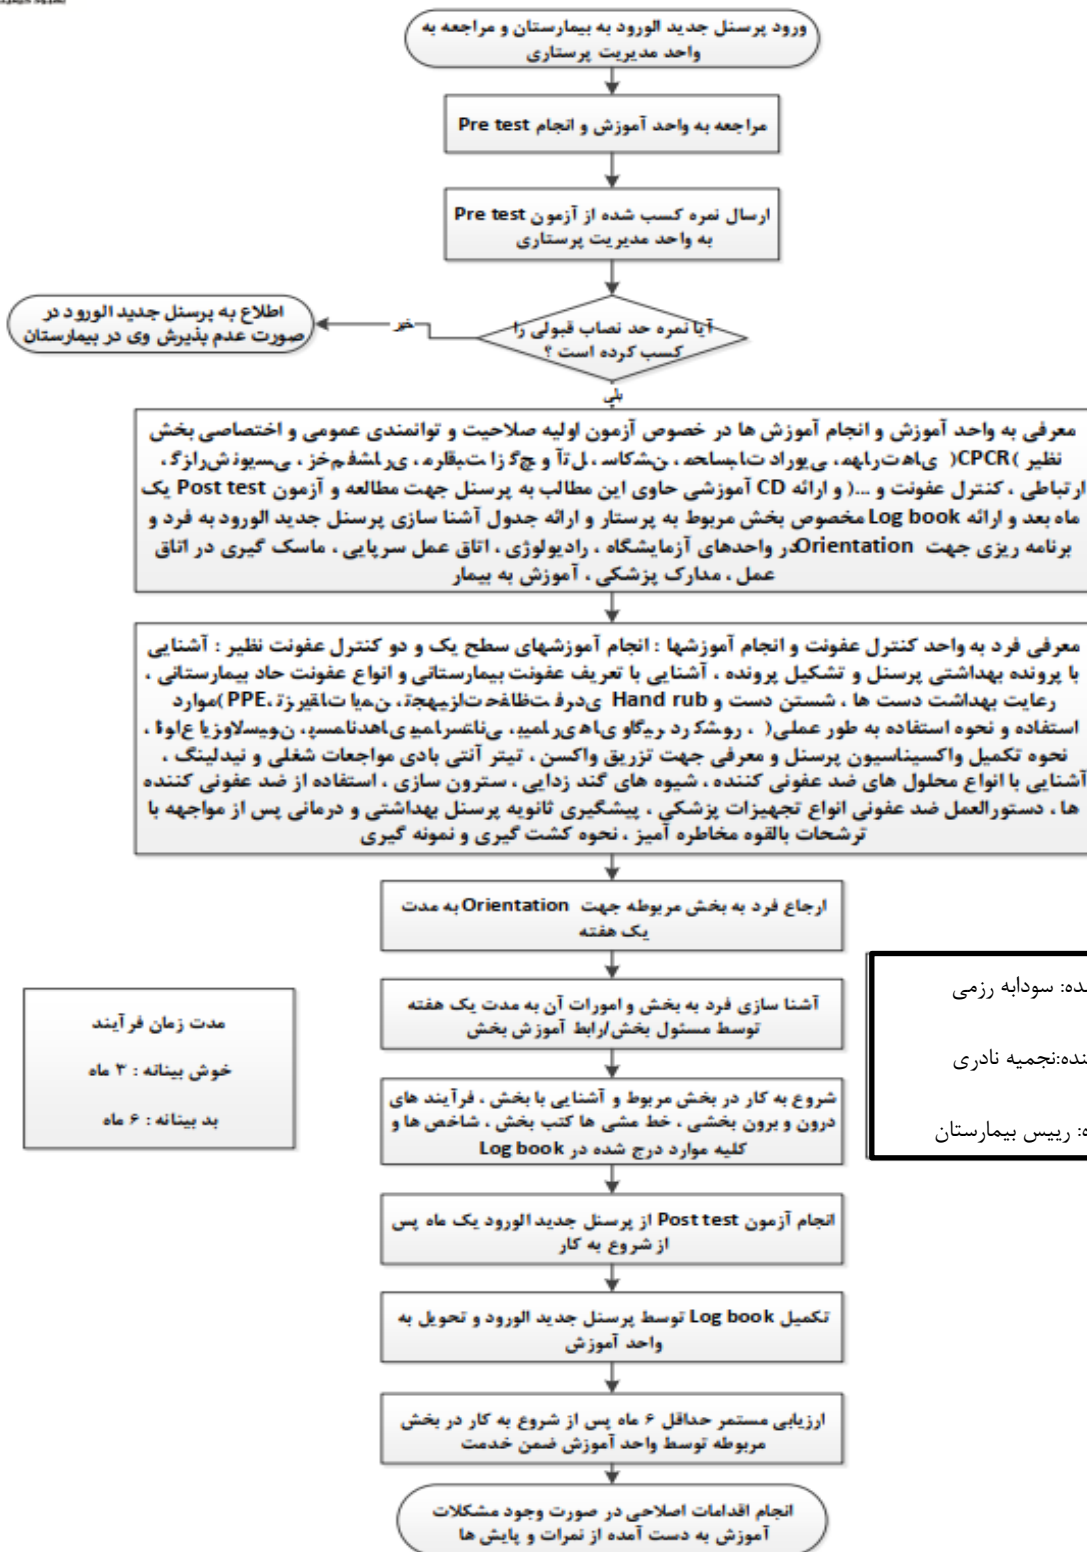 ورود پرسنل جدید الورود به بیمارستان و مراجعه به
واحد مدیریت پرستاری
مراجعه به واحد آموزش و انجام Pre test
ارسال نمره کسب شده از آزمون Pre test
به واحد مدیریت پرستاری
آیا نمره حد نصاب قبولی را
کسب کرده است ؟
خیر
اطلاع به پرسنل جدید الورود در
صورت عدم پذیرش وی در بیمارستان
بلی
معرفی به واحد آموزش و انجام آموزش ها در خصوص آزمون اولیه صلاحیت و توانمندی عمومی و اختصاصی بخش
نظیر )CPCR(
ارتباطی ، کنترل عفونت و ...( و ارائه CD آموزشی حاوی این مطالب به پرسنل جهت مطالعه و آزمون Post test یک
ماه بعد و ارائه Log book مخصوص بخش مربوط به پرستار و ارائه جدول آشنا سازی پرسنل جدید الورود به فرد و
برنامه ریزی جهت Orientation در واحدهای آزمایشگاه ، رادیولوژی ، اتاق عمل سرپایی ، ماسک گیری در اتاق
عمل ، مدارک پزشکی ، آموزش به بیمار
معرفی فرد به واحد کنترل عفونت و انجام آموزشها : انجام آموزشهای سطح یک و دو کنترل عفونت نظیر : آشنایی
با پرونده بهداشتی پرسنل و تشکیل پرونده ، آشنایی با تعریف عفونت بیمارستانی و انواع عفونت حاد بیمارستانی ،
رعایت بهداشت دست ها ، شستن دست و Hand rub ،PPE )موارد
استفاده و نحوه استفاده به طور عملی( ،
نحوه تکمیل واکسیناسیون پرسنل و معرفی جهت تزریق واکسن ، تیتر آنتی بادی مواجعات شغلی و نیدلینگ ،
آشنایی با انواع محلول های ضد عفونی کننده ، شیوه های گند زدایی ، سترون سازی ، استفاده از ضد عفونی کننده
ها ، دستورالعمل ضد عفونی انواع تجهیزات پزشکی ، پیشگیری ثانویه پرسنل بهداشتی و درمانی پس از مواجهه با
ترشحات بالقوه مخاطره آمیز ، نحوه کشت گیری و نمونه گیری
ارجاع فرد به بخش مربوطه جهت Orientation به مدت
یک هفته
آشنا سازی فرد به بخش و امورات آن به مدت یک هفته
توسط مسئول بخش/رابط آموزش بخش
شروع به کار در بخش مربوط و آشنایی با بخش ، فرآیند های
درون و برون بخشی ، خط مشی ها کتب بخش ، شاخص ها و
کلیه موارد درج شده در Log book
انجام آزمون Post test از پرسنل جدید الورود یک ماه پس
از شروع به کار
تکمیل Log book توسط پرسنل جدید الورود و تحویل به
واحد آموزش
ارزیابی مستمر حداقل ۶ ماه پس از شروع به کار در بخش
مربوطه توسط واحد آموزش ضمن خدمت
انجام اقدامات اصلاحی در صورت وجود مشکلات
آموزش به دست آمده از نمرات و پایش ها
مدت زمان فرآیند
خوش بینانه : ۳ ماه
بد بینانه : ۶ ماه
نده: سودابه رزمی
نده:نجمیه نادری
ه: رییس بیمارستان